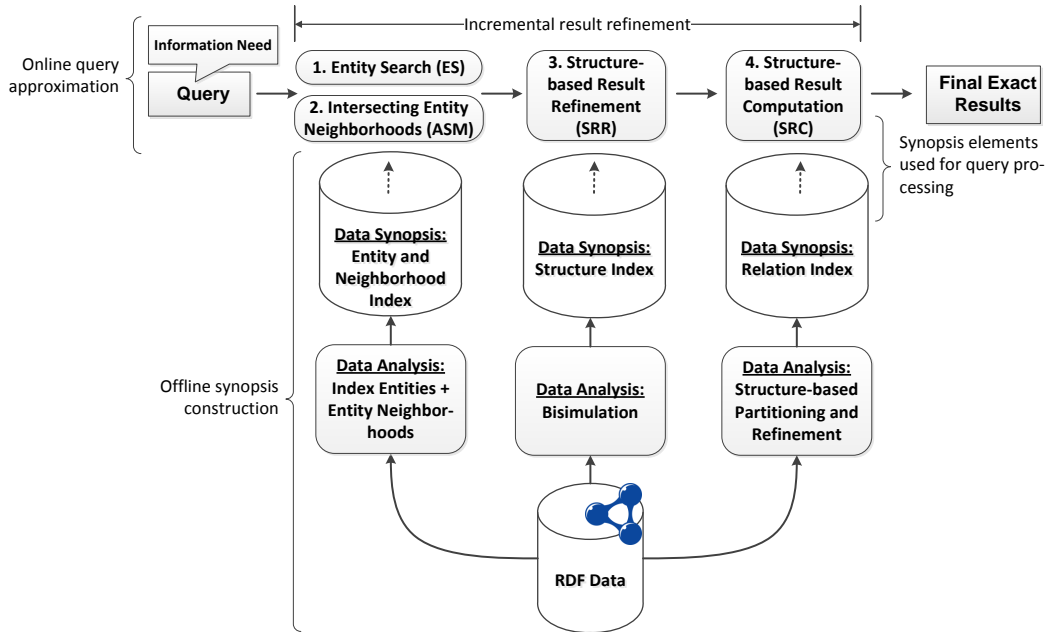 Incremental result refinement
Online query
approximation
Information Need
Query
1. Entity Search (ES)
2. Intersecting Entity
Neighborhoods (ASM)
3. Structure-
based Result
Refinement
(SRR)
4. Structure-
based Result
Computation
(SRC)
Final Exact
Results
Synopsis elements
used for query pro-
cessing
Data Synopsis:
Entity and
Neighborhood
Index
Data Synopsis:
Structure Index
Data Synopsis:
Relation Index
Offline synopsis
construction
Data Analysis:
Index Entities +
Entity Neighbor-
hoods
Data Analysis:
Bisimulation
Data Analysis:
Structure-based
Partitioning and
Refinement
RDF Data